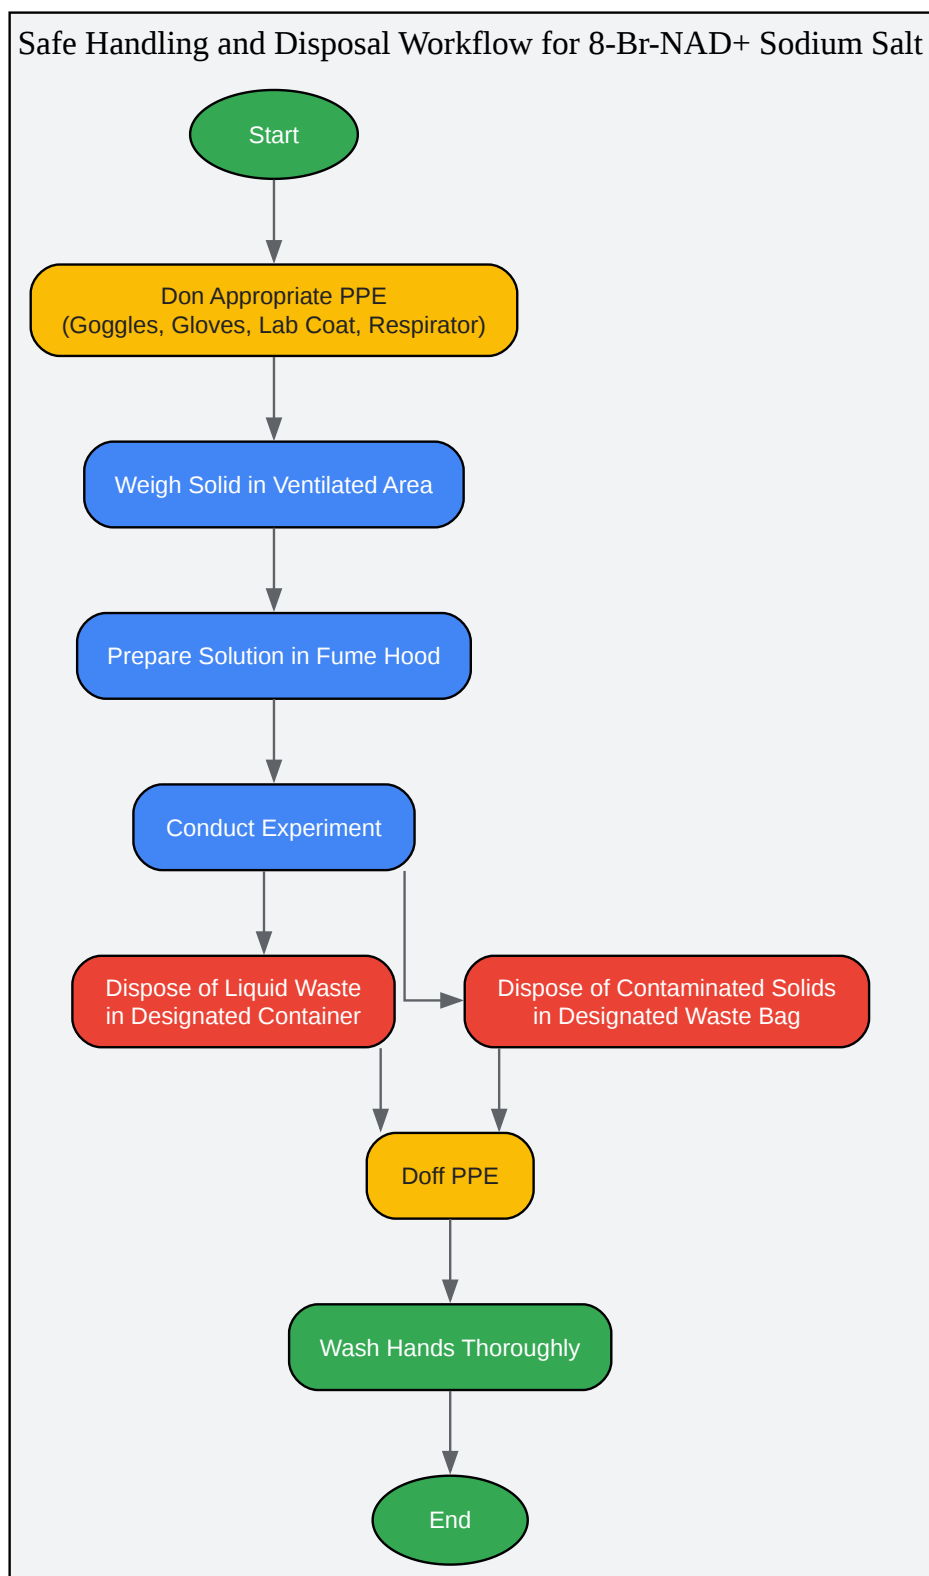 Safe Handling and Disposal Workflow for 8-Br-NAD+ Sodium Salt
Start
Don Appropriate PPE
(Goggles, Gloves, Lab Coat, Respirator)
Weigh Solid in Ventilated Area
Prepare Solution in Fume Hood
Conduct Experiment
Dispose of Liquid Waste
in Designated Container
Dispose of Contaminated Solids
in Designated Waste Bag
Doff PPE
Wash Hands Thoroughly
End